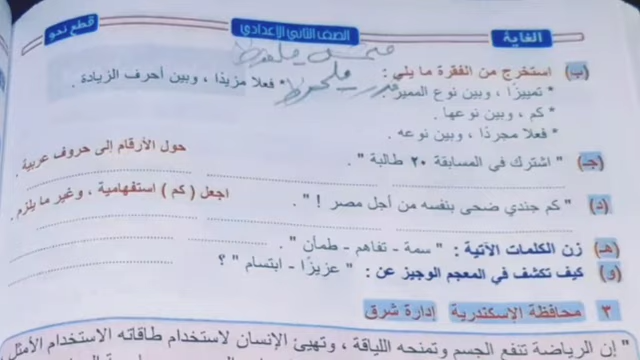 الغاية
الصف الثاني الإعدادي
قطع نحو
(ب) استخرج من الفقرة ما يلي :
* تمييزًا ، وبين نوع المميز . * فعلا مزيدًا ، وبين أحرف الزيادة .
* كم ، وبين نوعها .
* فعلا مجردًا ، وبين نوعه .
(جـ) " اشترك في المسابقة ٢٠ طالبة " . حول الأرقام إلى حروف عربية .
(د) " كم جندي ضحى بنفسه من أجل مصر ! " . اجعل ( كم ) استفهامية ، وغير ما يلزم .
(هـ) زن الكلمات الآتية : " سمة - تفاهم - طمأن " .
(و) كيف تكشف في المعجم الوجيز عن : " عزيزًا - ابتسام " ؟
٣ محافظة الإسكندرية إدارة شرق
" إن الرياضة تنفع الجسم وتمنحه اللياقة ، وتهيئ الإنسان لاستخدام طاقاته الاستخدام الأمثل